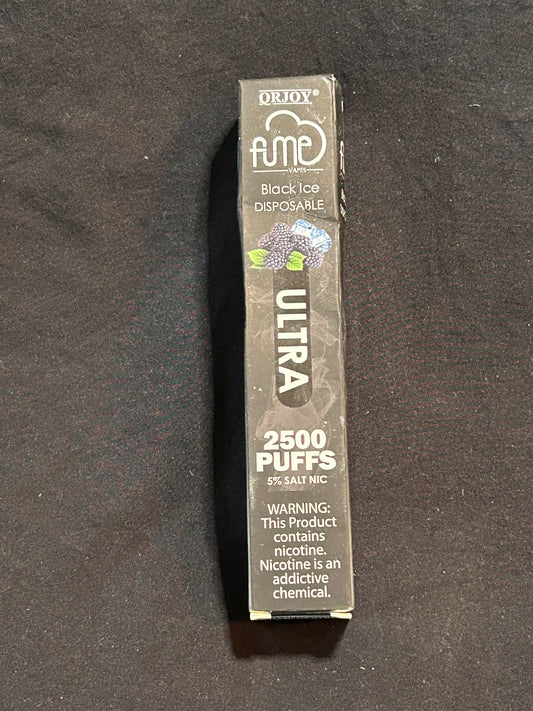 QRJOY®
fume
VAPES
Black Ice
DISPOSABLE
ULTRA
2500
PUFFS
5% SALT NIC
WARNING:
This Product
contains
nicotine.
Nicotine is an
addictive
chemical.